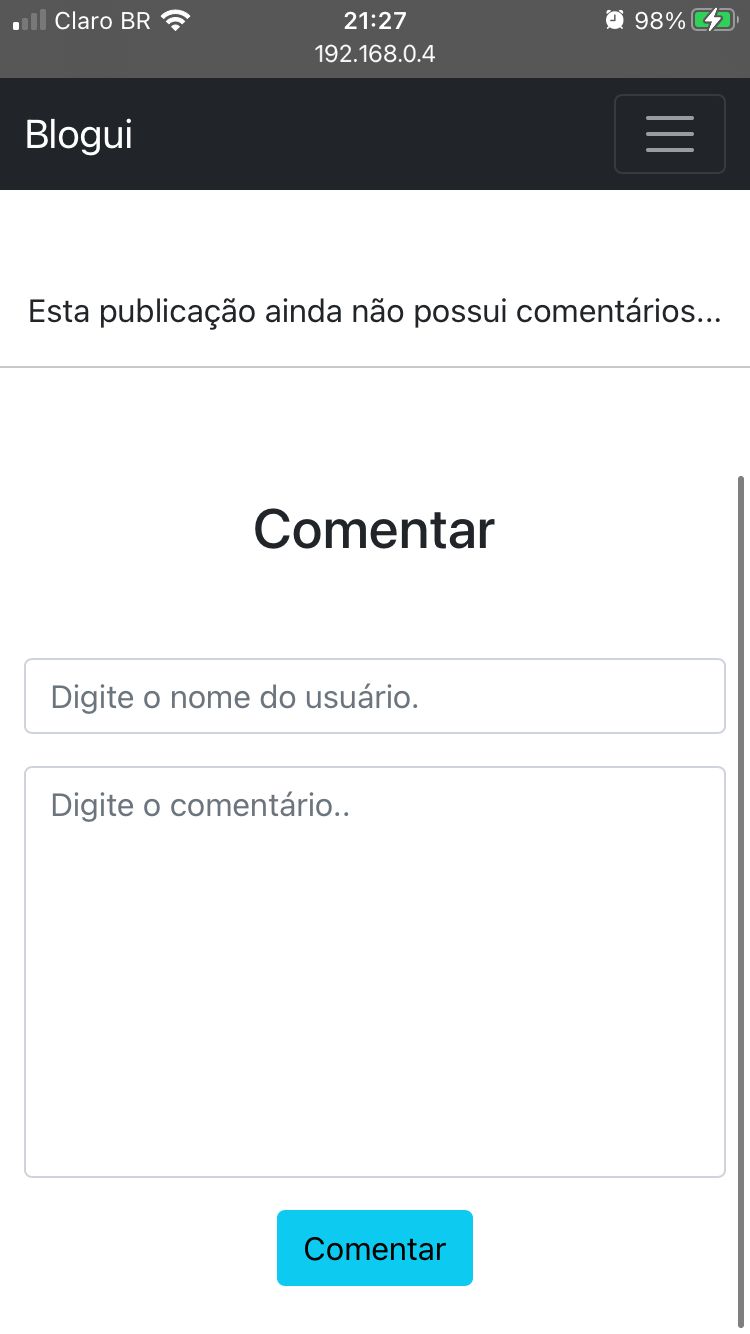 Claro BR 21:27 98%
192.168.0.4
Blogui
Esta publicação ainda não possui comentários...
Comentar
Digite o nome do usuário.
Digite o comentário..
Comentar